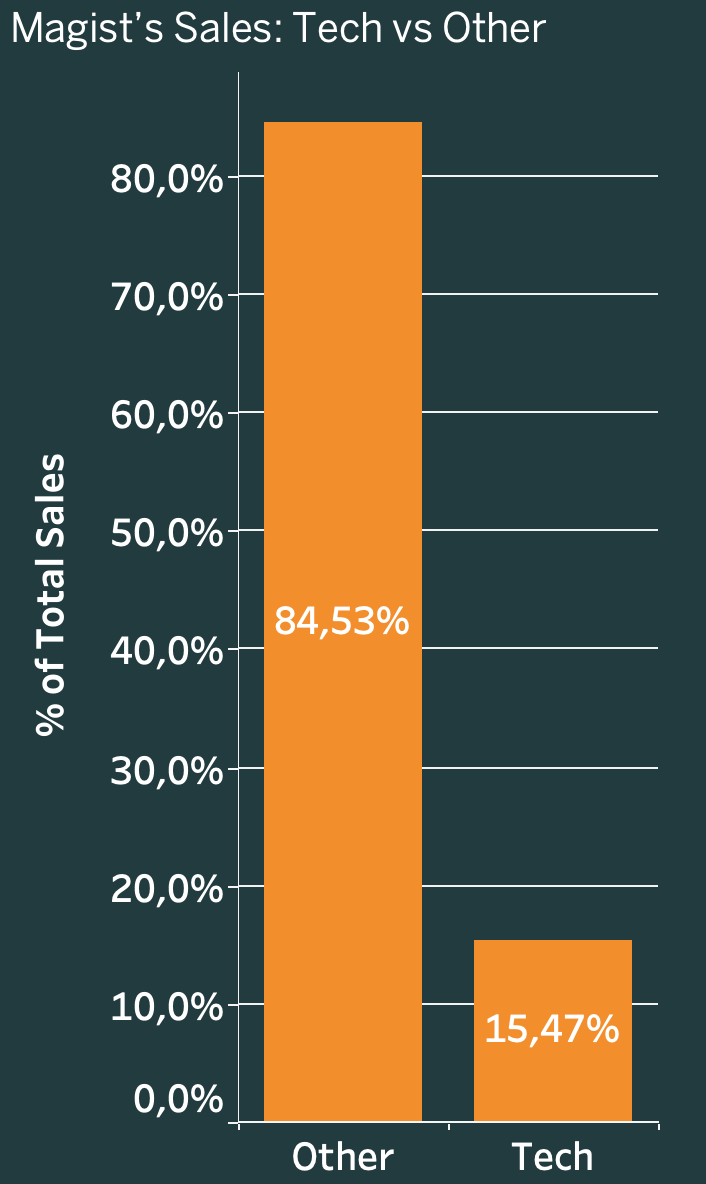 Magist's Sales: Tech vs Other
% of Total Sales
80,0%
70,0%
60,0%
50,0%
40,0%
30,0%
20,0%
10,0%
0,0%
84,53%
15,47%
Other
Tech